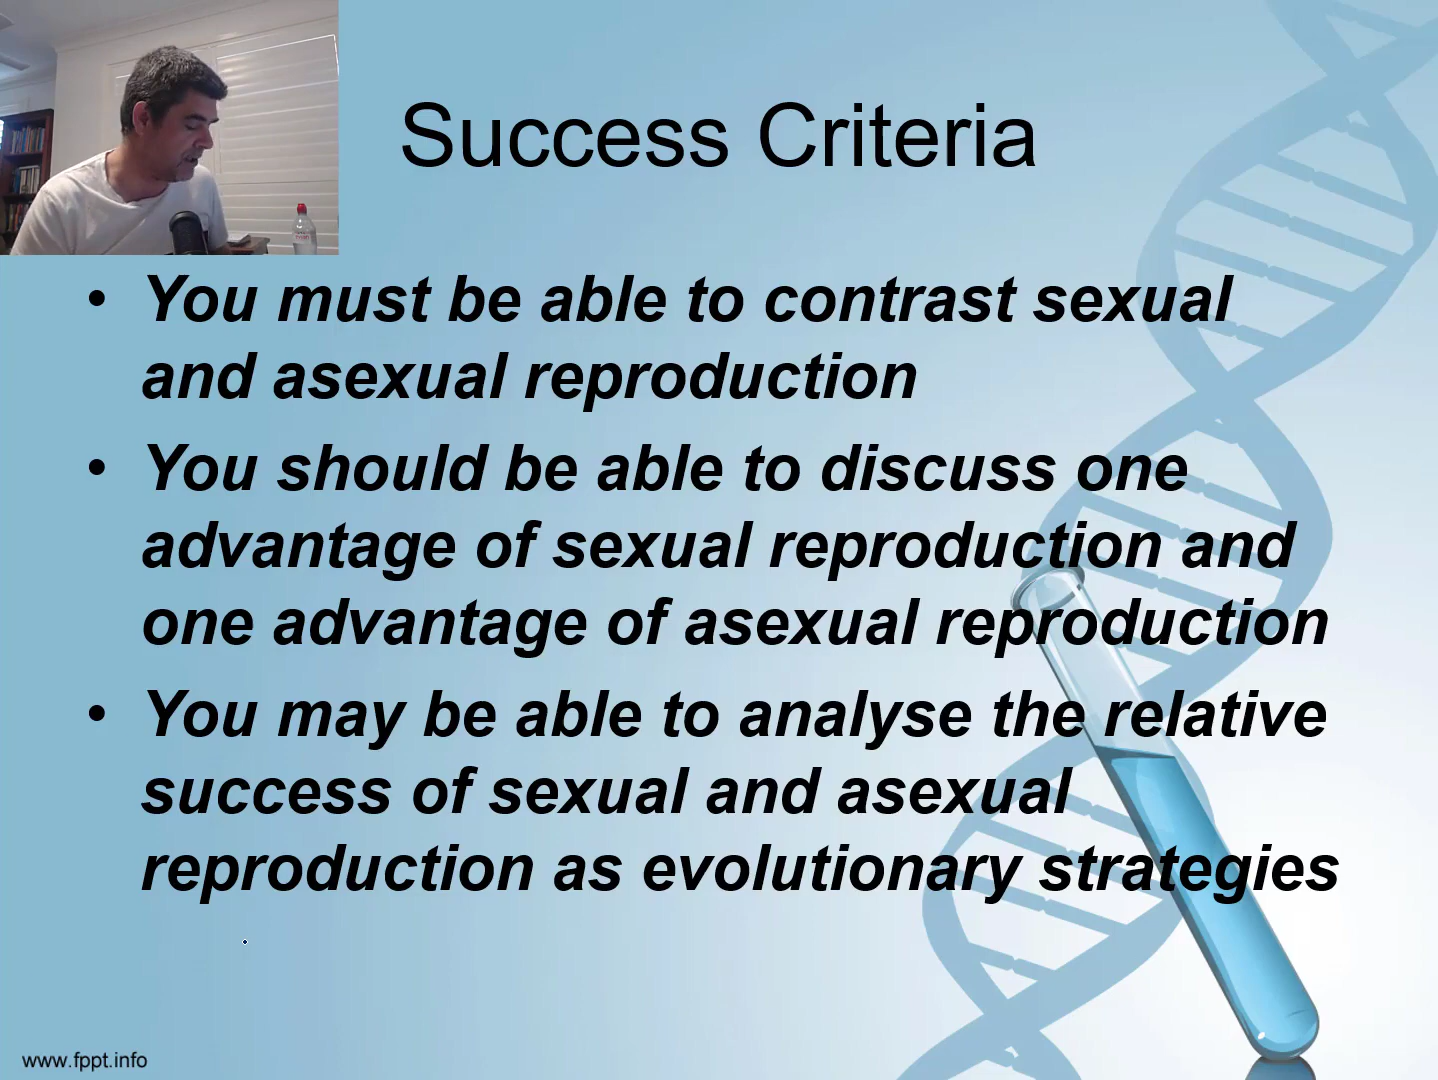 Success Criteria
• You must be able to contrast sexual
and asexual reproduction
• You should be able to discuss one
advantage of sexual reproduction and
one advantage of asexual reproduction
• You may be able to analyse the relative
success of sexual and asexual
reproduction as evolutionary strategies
www.fppt.info